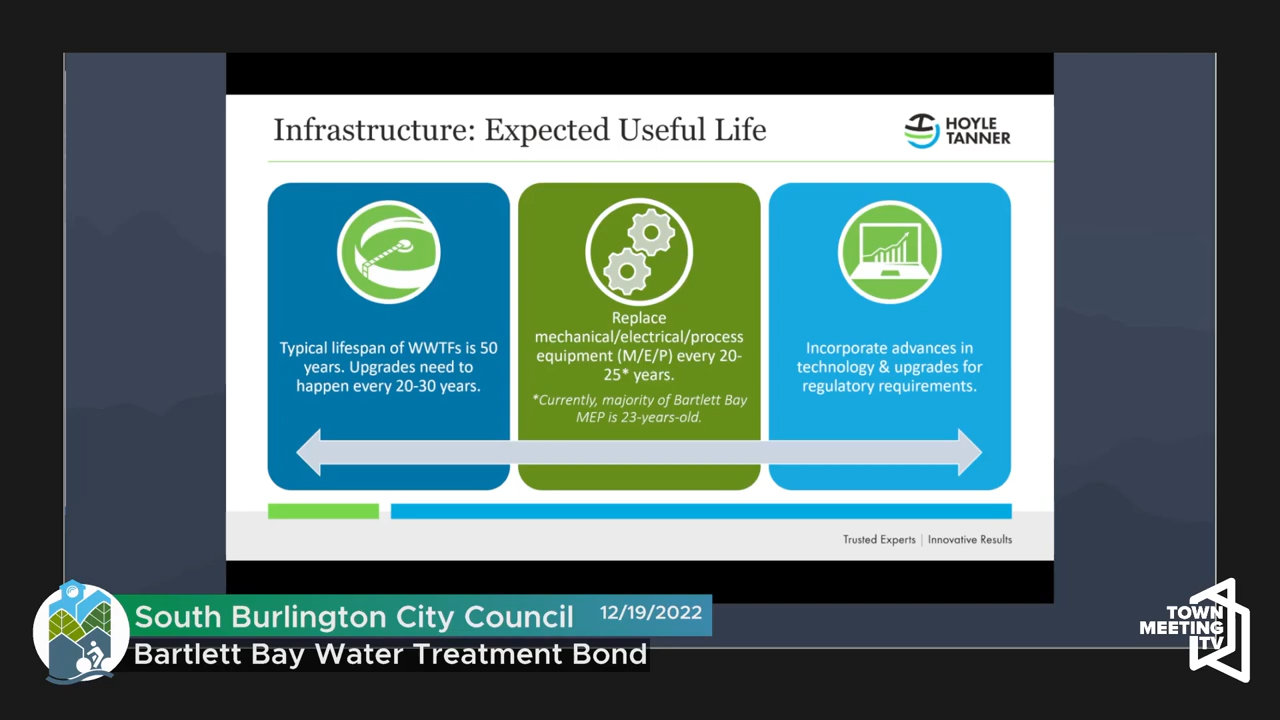 Infrastructure: Expected Useful Life
HOYLE
TANNER
Typical lifespan of WWTFs is 50
years. Upgrades need to
happen every 20-30 years.
Replace
mechanical/electrical/process
equipment (M/E/P) every 20-
25* years.
*Currently, majority of Bartlett Bay
MEP is 23-years-old.
Incorporate advances in
technology & upgrades for
regulatory requirements.
Trusted Experts | Innovative Results
South Burlington City Council 12/19/2022
Bartlett Bay Water Treatment Bond
TOWN
MEETING
TV